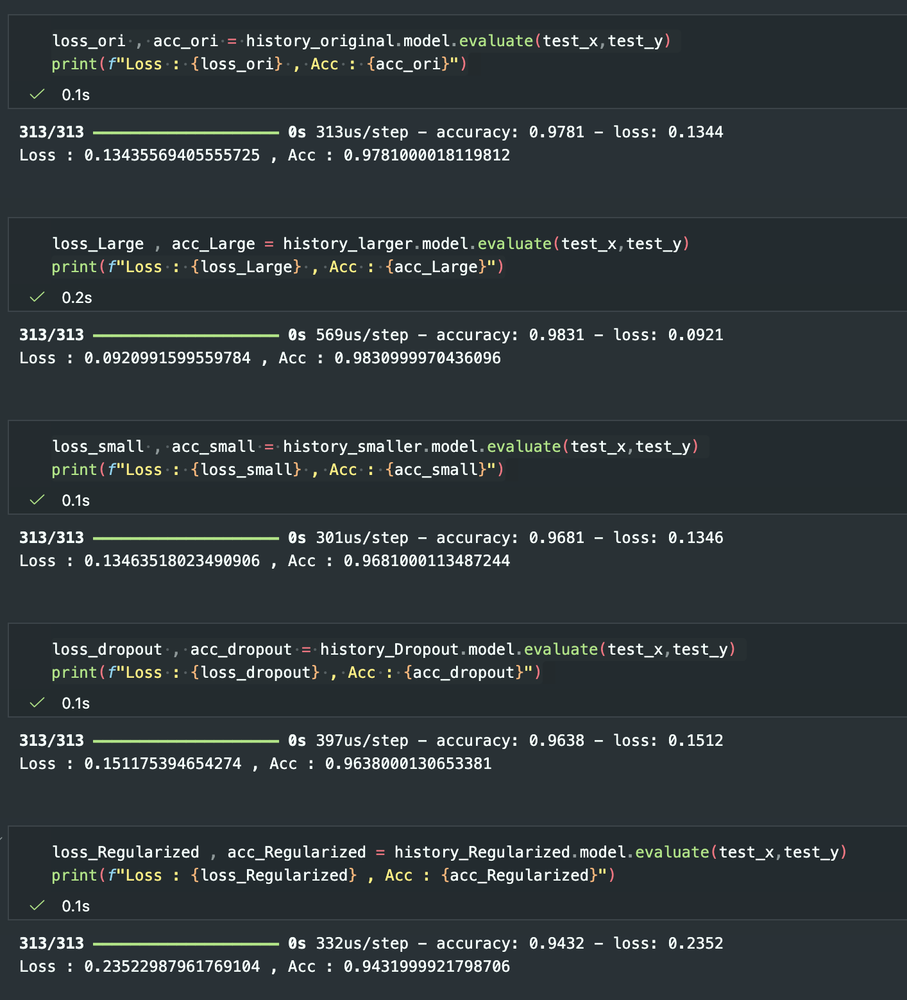 loss_ori , acc_ori = history_original.model.evaluate(test_x,test_y)
print(f"Loss : {loss_ori} , Acc : {acc_ori}")
0.1s
313/313 ━━━━━━━━━━━━━━━━━━━━ 0s 313us/step - accuracy: 0.9781 - loss: 0.1344
Loss : 0.13435569405555725 , Acc : 0.9781000018119812
loss_Large , acc_Large = history_larger.model.evaluate(test_x,test_y)
print(f"Loss : {loss_Large} , Acc : {acc_Large}")
0.2s
313/313 ━━━━━━━━━━━━━━━━━━━━ 0s 569us/step - accuracy: 0.9831 - loss: 0.0921
Loss : 0.0920991599559784 , Acc : 0.9830999970436096
loss_small , acc_small = history_smaller.model.evaluate(test_x,test_y)
print(f"Loss : {loss_small} , Acc : {acc_small}")
0.1s
313/313 ━━━━━━━━━━━━━━━━━━━━ 0s 301us/step - accuracy: 0.9681 - loss: 0.1346
Loss : 0.13463518023490906 , Acc : 0.9681000113487244
loss_dropout , acc_dropout = history_Dropout.model.evaluate(test_x,test_y)
print(f"Loss : {loss_dropout} , Acc : {acc_dropout}")
0.1s
313/313 ━━━━━━━━━━━━━━━━━━━━ 0s 397us/step - accuracy: 0.9638 - loss: 0.1512
Loss : 0.151175394654274 , Acc : 0.9638000130653381
loss_Regularized , acc_Regularized = history_Regularized.model.evaluate(test_x,test_y)
print(f"Loss : {loss_Regularized} , Acc : {acc_Regularized}")
0.1s
313/313 ━━━━━━━━━━━━━━━━━━━━ 0s 332us/step - accuracy: 0.9432 - loss: 0.2352
Loss : 0.23522987961769104 , Acc : 0.9431999921798706